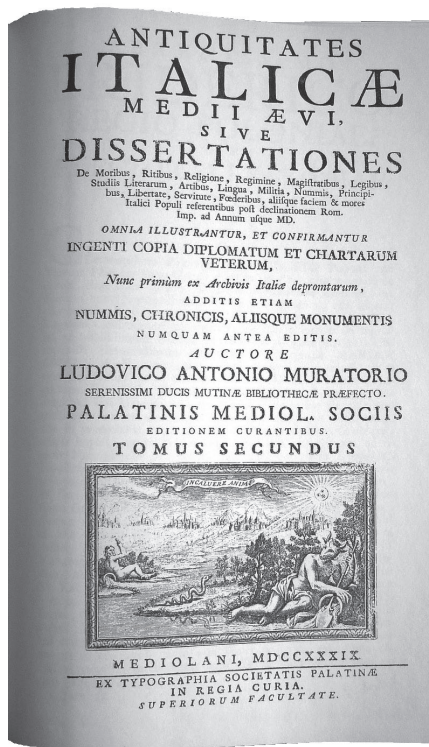 ANTIQUITATES
ITALICÆ
MEDII ÆVI,
SIVE
DISSERTATIONES
De Moribus, Ritibus, Religione, Regimine, Magiſtratibus, Legibus,
Studiis Literarum, Artibus, Lingua, Militia, Nummis, Principi-
bus, Libertate, Servitute, Fœderibus, aliiſque faciem & mores
Italici Populi referentibus poſt declinationem Rom.
Imp. ad Annum uſque MD.
OMNIA ILLUSTRANTUR, ET CONFIRMANTUR
INGENTI COPIA DIPLOMATUM ET CHARTARUM
VETERUM,
Nunc primùm ex Archivis Italiæ depromtarum,
ADDITIS ETIAM
NUMMIS, CHRONICIS, ALIISQUE MONUMENTIS
NUMQUAM ANTEA EDITIS.
AUCTORE
LUDOVICO ANTONIO MURATORIO
SERENISSIMI DUCIS MUTINÆ BIBLIOTHECÆ PRÆFECTO.
PALATINIS MEDIOL. SOCIIS
EDITIONEM CURANTIBUS.
TOMUS SECUNDUS
INCALUERE ANIMI
MEDIOLANI, MDCCXXXIX.
EX TYPOGRAPHIA SOCIETATIS PALATINÆ
IN REGIA CURIA.
SUPERIORUM FACULTATE.